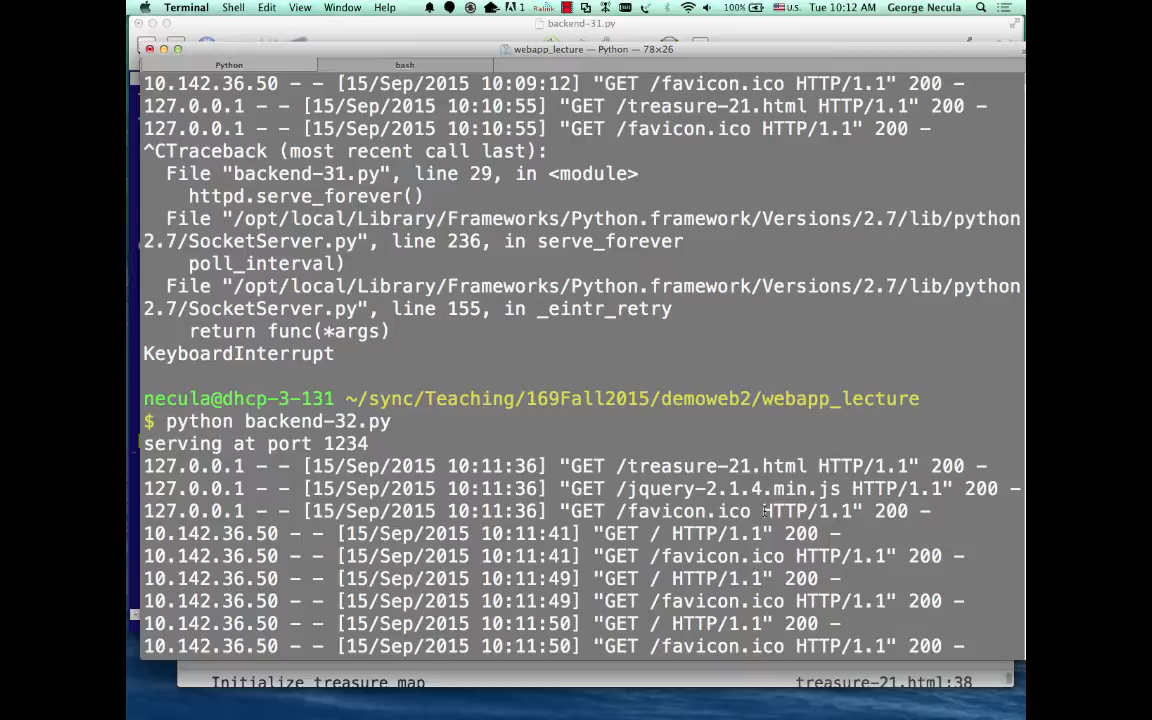 Terminal Shell Edit View Window Help 1 100% U.S. Tue 10:12 AM George Necula
backend-31.py
webapp_lecture — Python — 78×26
Python bash
10.142.36.50 - - [15/Sep/2015 10:09:12] "GET /favicon.ico HTTP/1.1" 200 -
127.0.0.1 - - [15/Sep/2015 10:10:55] "GET /treasure-21.html HTTP/1.1" 200 -
127.0.0.1 - - [15/Sep/2015 10:10:55] "GET /favicon.ico HTTP/1.1" 200 -
^CTraceback (most recent call last):
File "backend-31.py", line 29, in <module>
httpd.serve_forever()
File "/opt/local/Library/Frameworks/Python.framework/Versions/2.7/lib/python
2.7/SocketServer.py", line 236, in serve_forever
poll_interval)
File "/opt/local/Library/Frameworks/Python.framework/Versions/2.7/lib/python
2.7/SocketServer.py", line 155, in _eintr_retry
return func(*args)
KeyboardInterrupt
necula@dhcp-3-131 ~/sync/Teaching/169Fall2015/demoweb2/webapp_lecture
$ python backend-32.py
serving at port 1234
127.0.0.1 - - [15/Sep/2015 10:11:36] "GET /treasure-21.html HTTP/1.1" 200 -
127.0.0.1 - - [15/Sep/2015 10:11:36] "GET /jquery-2.1.4.min.js HTTP/1.1" 200 -
127.0.0.1 - - [15/Sep/2015 10:11:36] "GET /favicon.ico HTTP/1.1" 200 -
10.142.36.50 - - [15/Sep/2015 10:11:41] "GET / HTTP/1.1" 200 -
10.142.36.50 - - [15/Sep/2015 10:11:41] "GET /favicon.ico HTTP/1.1" 200 -
10.142.36.50 - - [15/Sep/2015 10:11:49] "GET / HTTP/1.1" 200 -
10.142.36.50 - - [15/Sep/2015 10:11:49] "GET /favicon.ico HTTP/1.1" 200 -
10.142.36.50 - - [15/Sep/2015 10:11:50] "GET / HTTP/1.1" 200 -
10.142.36.50 - - [15/Sep/2015 10:11:50] "GET /favicon.ico HTTP/1.1" 200 -
Initialize treasure map treasure-21.html:38